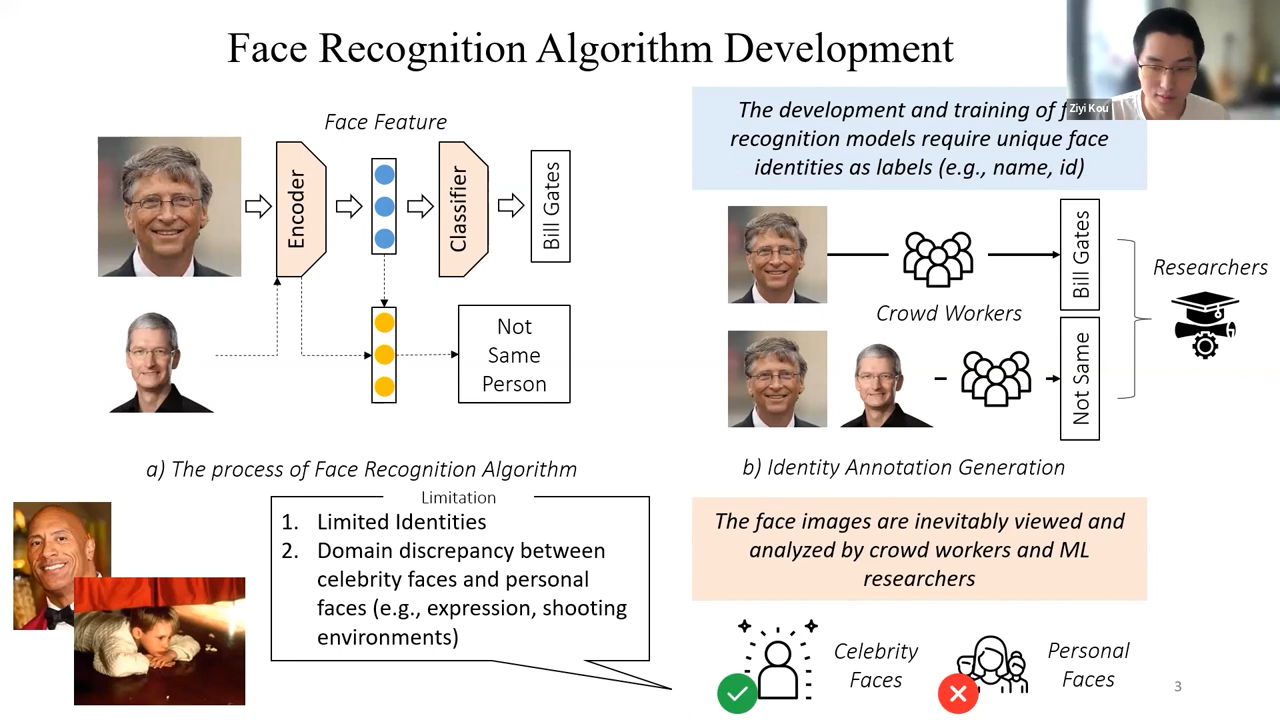 Face Recognition Algorithm Development
Ziyi Kou
Face Feature
Encoder
Classifier
Bill Gates
Not
Same
Person
a) The process of Face Recognition Algorithm
The development and training of
recognition models require unique face
identities as labels (e.g., name, id)
Bill Gates
Crowd Workers
Not Same
Researchers
b) Identity Annotation Generation
Limitation
1. Limited Identities
2. Domain discrepancy between
celebrity faces and personal
faces (e.g., expression, shooting
environments)
The face images are inevitably viewed and
analyzed by crowd workers and ML
researchers
Celebrity
Faces
Personal
Faces
3